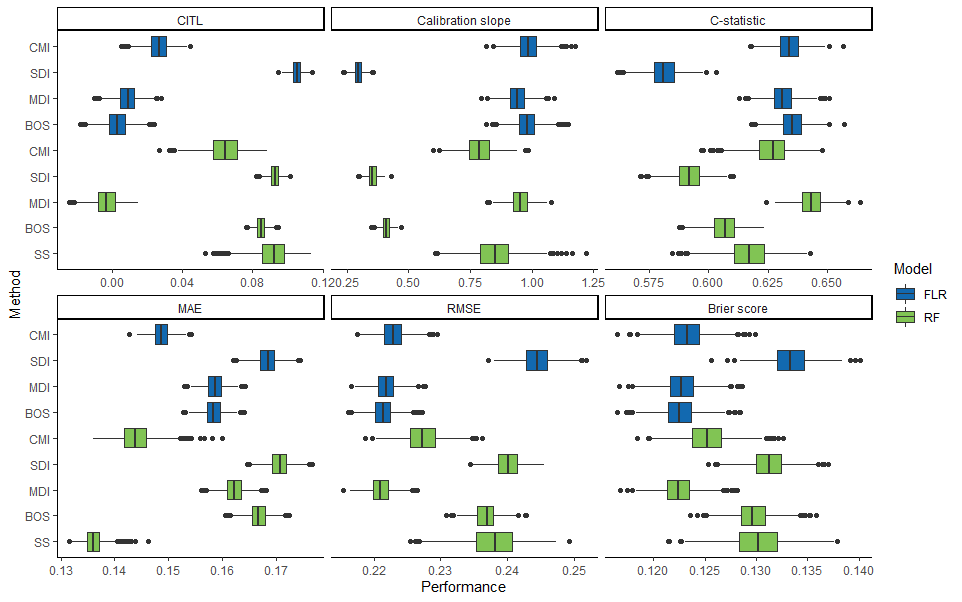 CITL Calibration slope C-statistic
CMI
SDI
MDI
BOS
CMI
SDI
MDI
BOS
SS
0.00 0.04 0.08 0.12 0.25 0.50 0.75 1.00 1.25 0.575 0.600 0.625 0.650
Method
MAE RMSE Brier score
CMI
SDI
MDI
BOS
CMI
SDI
MDI
BOS
SS
0.13 0.14 0.15 0.16 0.17 0.22 0.23 0.24 0.25 0.120 0.125 0.130 0.135 0.140
Performance
Model
FLR
RF